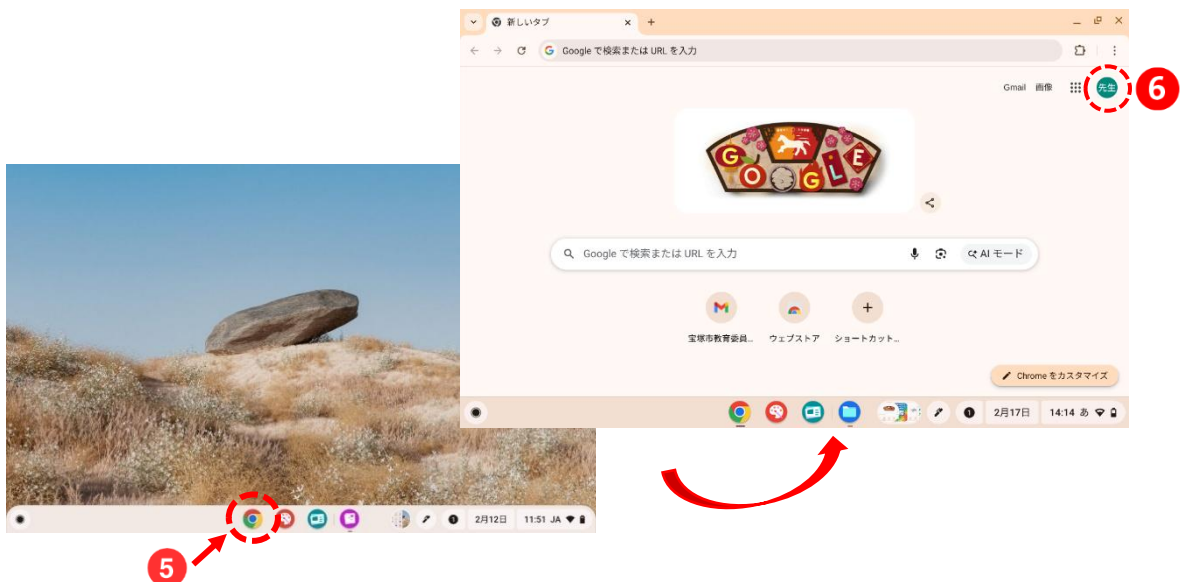 新しいタブ
Google で検索または URL を入力
Gmail 画像
先生
6
GOOGLE
Google で検索または URL を入力
AI モード
宝塚市教育委員...
ウェブストア
ショートカット...
Chrome をカスタマイズ
1
2月17日
14:14 あ
1
2月12日
11:51 JA
5